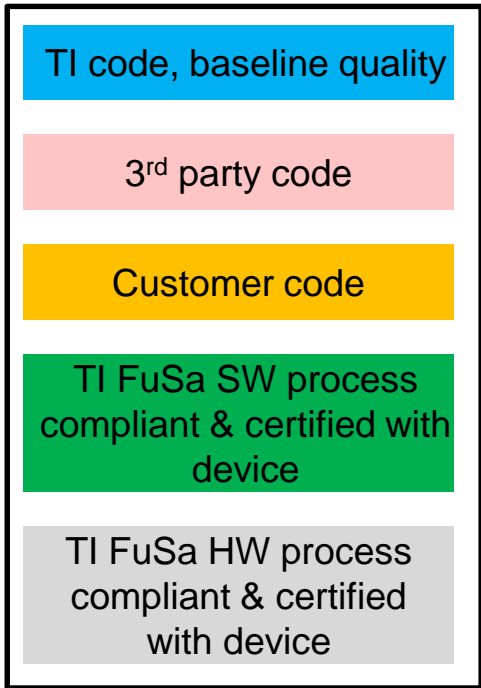 TI code, baseline quality
3rd party code
Customer code
TI FuSa SW process
compliant & certified with
device
TI FuSa HW process
compliant & certified
with device